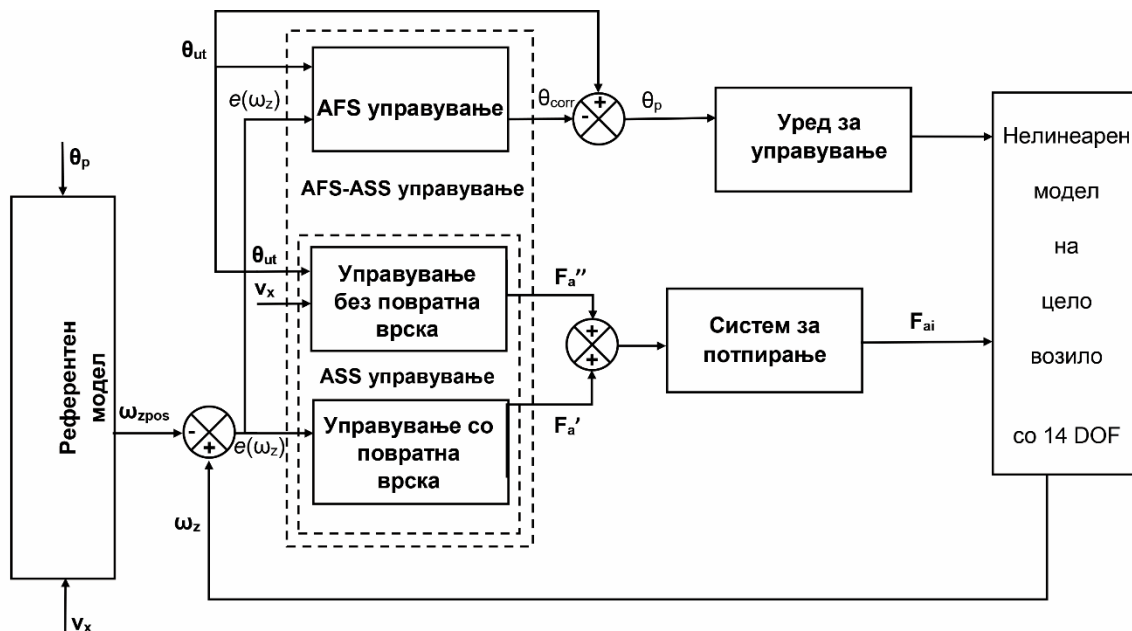 θut
e(ωz)
AFS управување
θcorr
+
-
θp
Уред за
управување
Нелинеарен
модел
на
цело
возило
со 14 DOF
θp
AFS-ASS управување
Референтен
модел
θut
vx
Управување
без повратна
врска
Fa''
+
+
Систем за
потпирање
Fai
ASS управување
ωzpos
-
+
e(ωz)
Управување со
повратна
врска
Fa'
ωz
vx